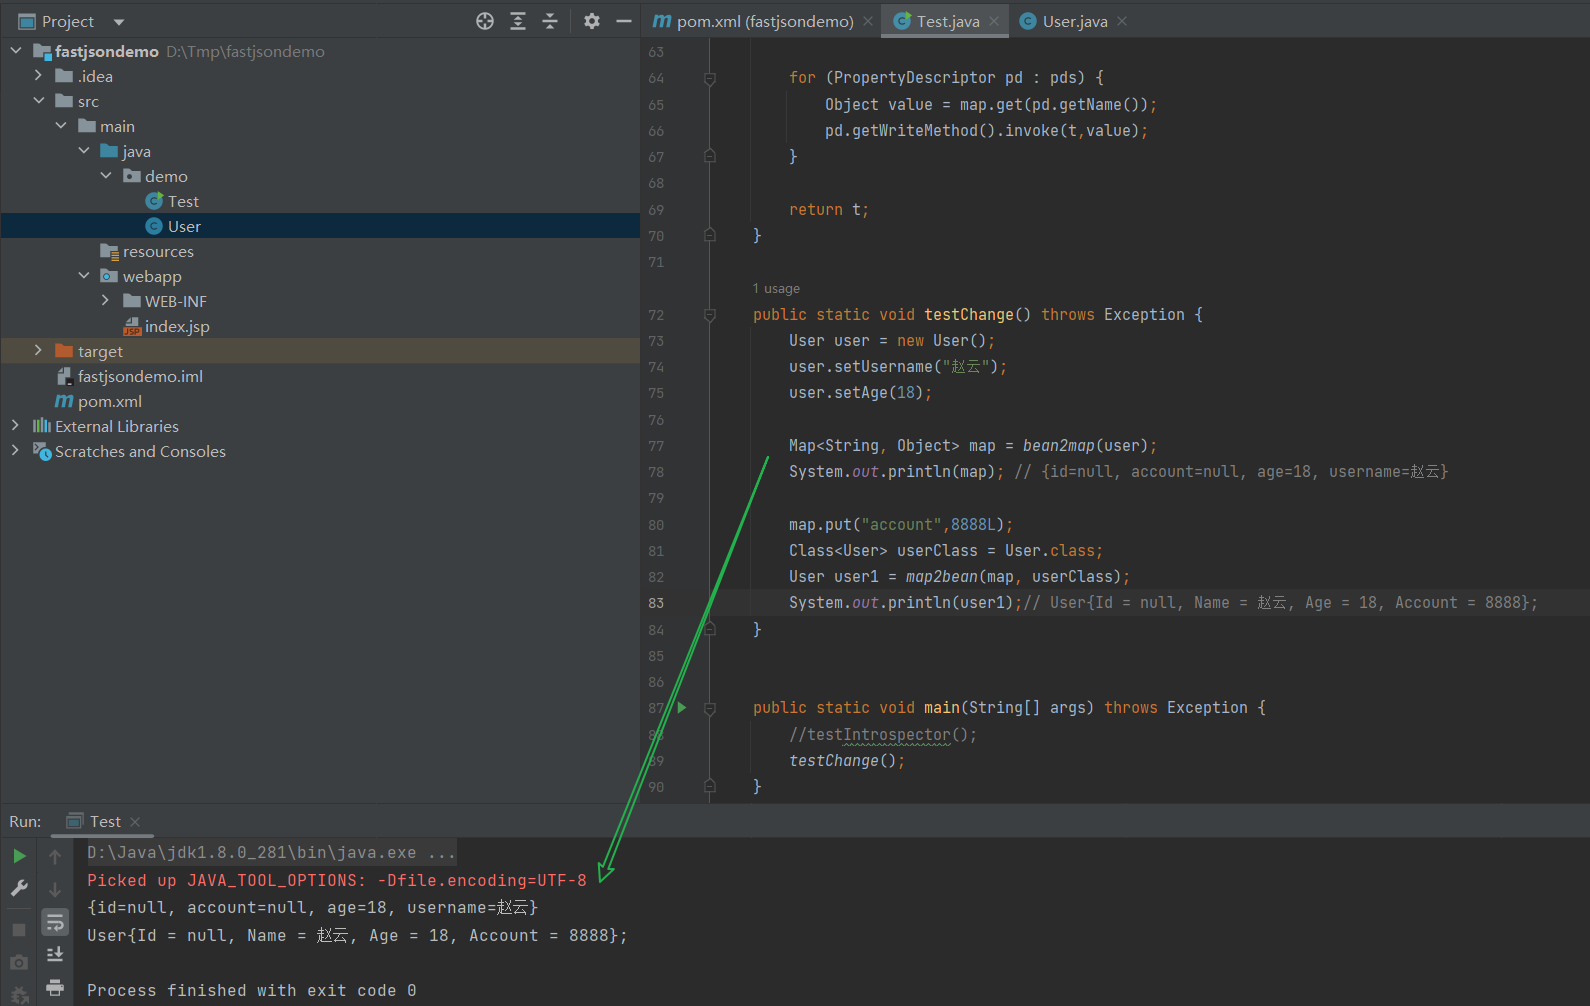 Project
fastjsondemo D:\Tmp\fastjsondemo
.idea
src
main
java
demo
Test
User
resources
webapp
WEB-INF
index.jsp
target
fastjsondemo.iml
pom.xml
External Libraries
Scratches and Consoles
pom.xml (fastjsondemo) Test.java User.java
63
64 for (PropertyDescriptor pd : pds) {
65 Object value = map.get(pd.getName());
66 pd.getWriteMethod().invoke(t,value);
67 }
68
69 return t;
70 }
71
1 usage
72 public static void testChange() throws Exception {
73 User user = new User();
74 user.setUsername("赵云");
75 user.setAge(18);
76
77 Map<String, Object> map = bean2map(user);
78 System.out.println(map); // {id=null, account=null, age=18, username=赵云}
79
80 map.put("account",8888L);
81 Class<User> userClass = User.class;
82 User user1 = map2bean(map, userClass);
83 System.out.println(user1);// User{Id = null, Name = 赵云, Age = 18, Account = 8888};
84 }
85
86
87 public static void main(String[] args) throws Exception {
88 //testIntrospector();
89 testChange();
90 }
Run: Test
D:\Java\jdk1.8.0_281\bin\java.exe ...
Picked up JAVA_TOOL_OPTIONS: -Dfile.encoding=UTF-8
{id=null, account=null, age=18, username=赵云}
User{Id = null, Name = 赵云, Age = 18, Account = 8888};
Process finished with exit code 0